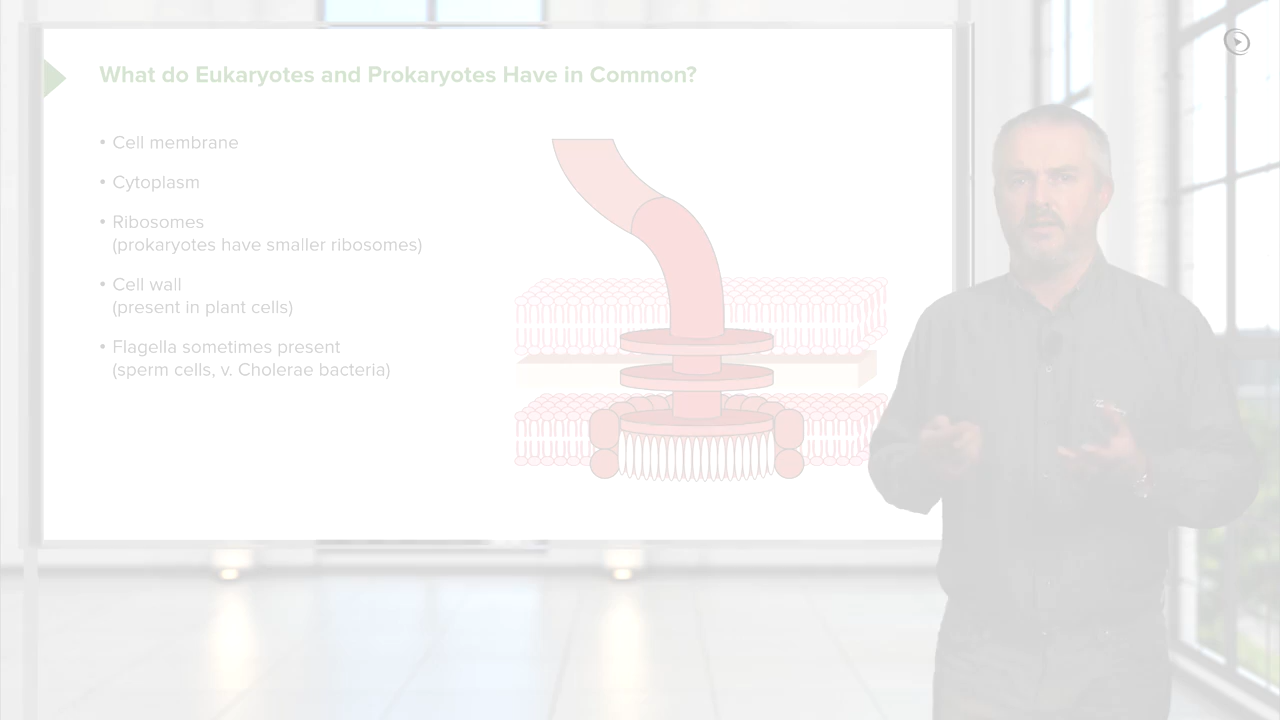 What do Eukaryotes and Prokaryotes Have in Common?
• Cell membrane
• Cytoplasm
• Ribosomes
(prokaryotes have smaller ribosomes)
• Cell wall
(present in plant cells)
• Flagella sometimes present
(sperm cells, v. Cholerae bacteria)